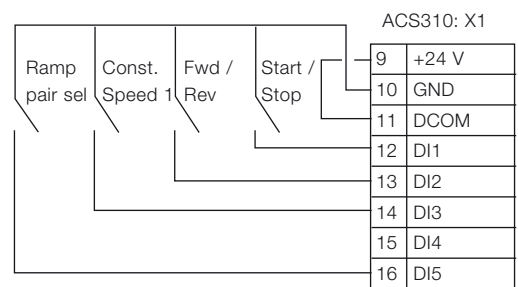 ACS310: X1
Ramp
pair sel
Const.
Speed 1
Fwd /
Rev
Start /
Stop
9 +24 V
10 GND
11 DCOM
12 DI1
13 DI2
14 DI3
15 DI4
16 DI5